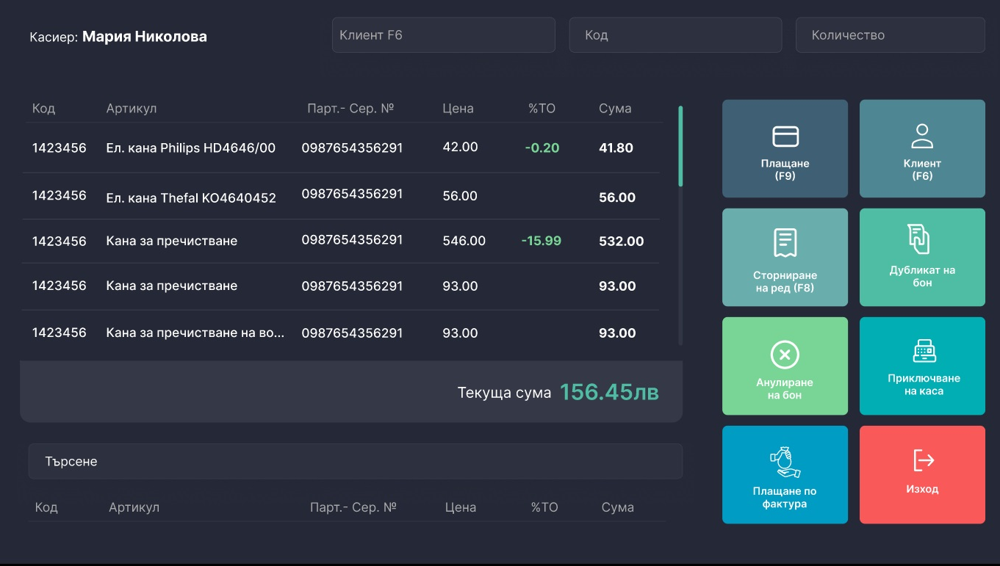 Касиер: Мария Николова
Клиент F6
Код
Количество
Код Артикул Парт.- Сер. № Цена %ТО Сума
1423456 Ел. кана Philips HD4646/00 0987654356291 42.00 -0.20 41.80
1423456 Ел. кана Thefal KO4640452 0987654356291 56.00 56.00
1423456 Кана за пречистване 0987654356291 546.00 -15.99 532.00
1423456 Кана за пречистване 0987654356291 93.00 93.00
1423456 Кана за пречистване на во... 0987654356291 93.00 93.00
Текуща сума 156.45лв
Търсене
Код Артикул Парт.- Сер. № Цена %ТО Сума
Плащане
(F9)
Клиент
(F6)
Сторниране
на ред (F8)
Дубликат на
бон
Анулиране
на бон
Приключване
на каса
Плащане по
фактура
Изход